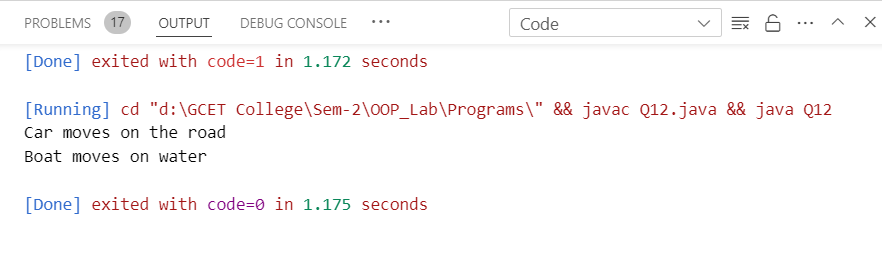 PROBLEMS 17 OUTPUT DEBUG CONSOLE ··· Code ···
[Done] exited with code=1 in 1.172 seconds
[Running] cd "d:\GCET College\Sem-2\OOP_Lab\Programs\" && javac Q12.java && java Q12
Car moves on the road
Boat moves on water
[Done] exited with code=0 in 1.175 seconds